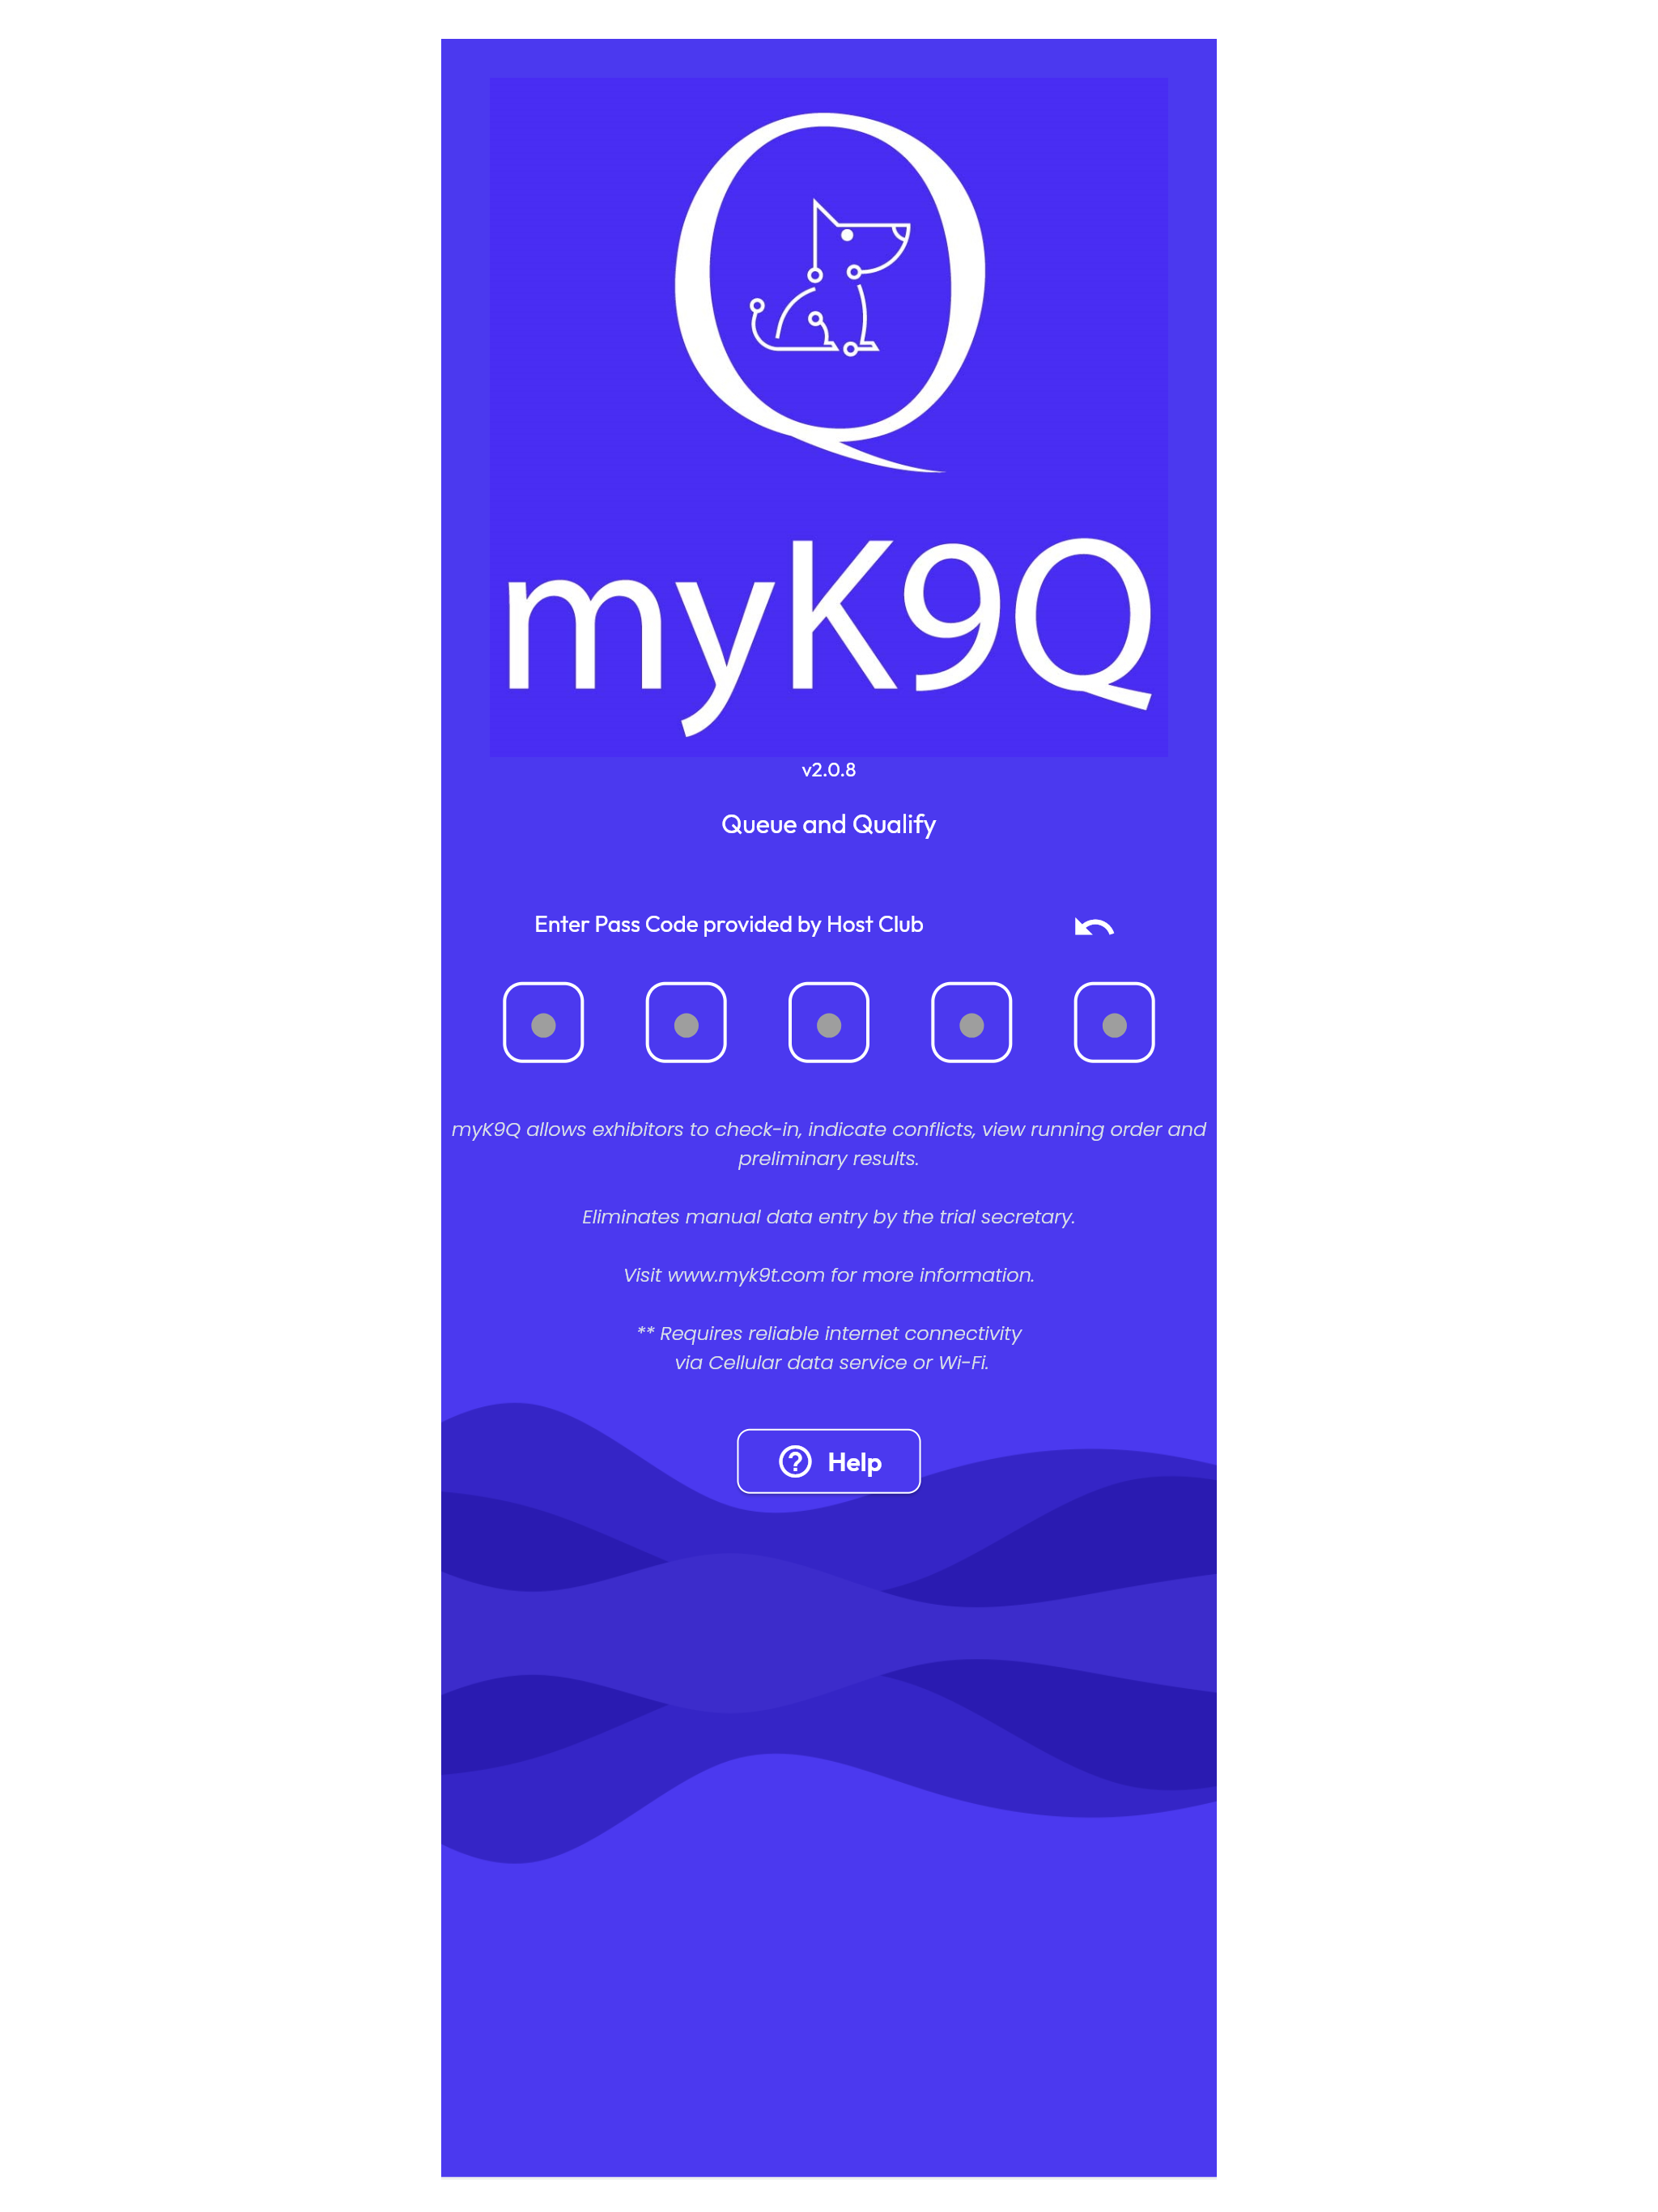 Q
myK9Q
v2.0.8
Queue and Qualify
Enter Pass Code provided by Host Club
myK9Q allows exhibitors to check-in, indicate conflicts, view running order and
preliminary results.
Eliminates manual data entry by the trial secretary.
Visit www.myk9t.com for more information.
** Requires reliable internet connectivity
via Cellular data service or Wi-Fi.
Help